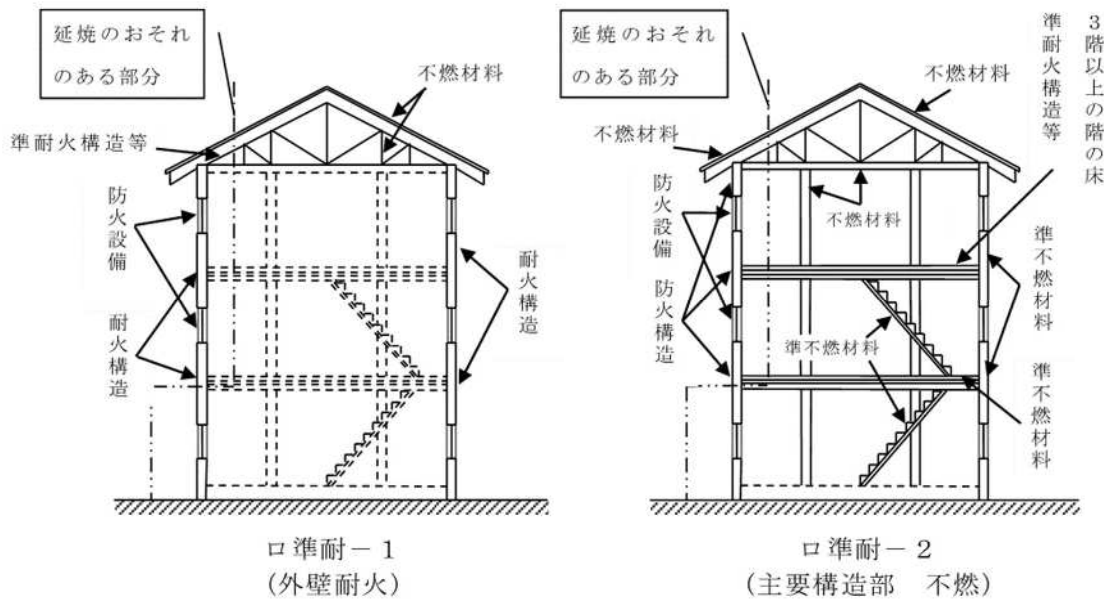 延焼のおそれ
のある部分
不燃材料
準耐火構造等
防火設備
耐火構造
耐火構造
ロ準耐－1
(外壁耐火)
延焼のおそれ
のある部分
不燃材料
不燃材料
3階以上の階の床
準耐火構造等
不燃材料
防火設備
防火構造
準不燃材料
準不燃材料
準不燃材料
ロ準耐－2
(主要構造部　不燃)